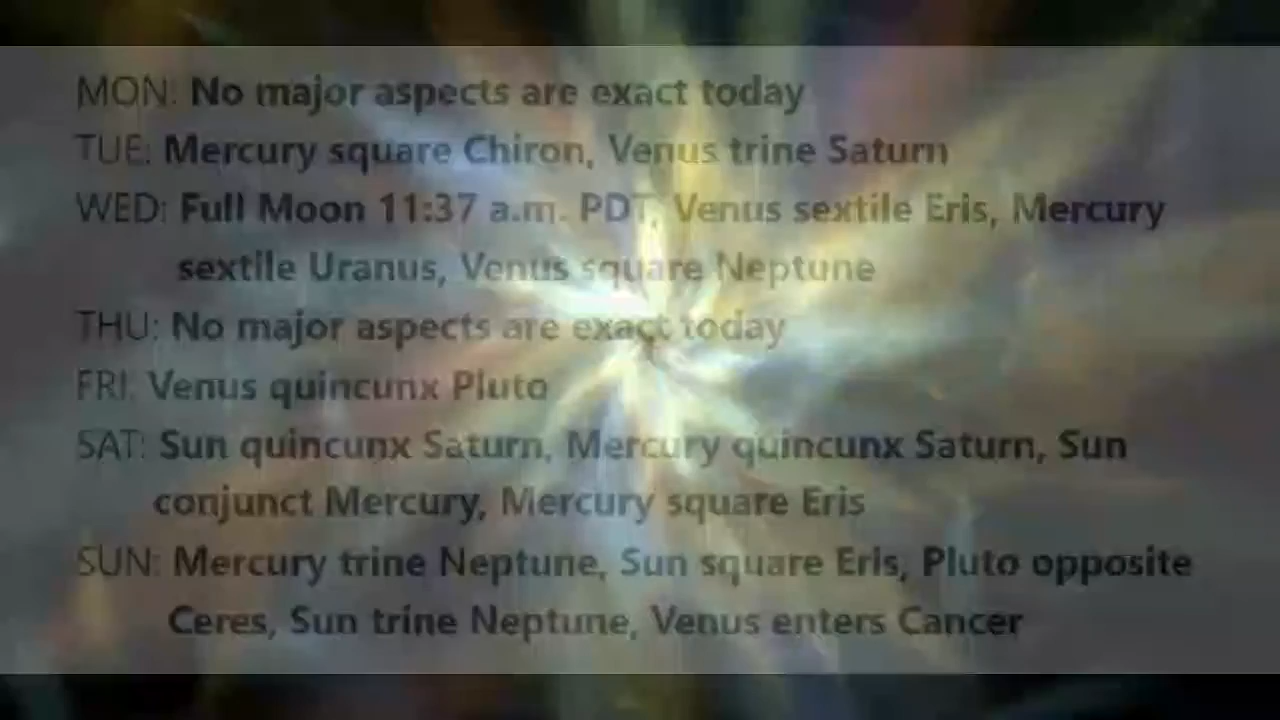 MON: No major aspects are exact today
TUE: Mercury square Chiron, Venus trine Saturn
WED: Full Moon 11:37 a.m. PDT, Venus sextile Eris, Mercury
sextile Uranus, Venus square Neptune
THU: No major aspects are exact today
FRI: Venus quincunx Pluto
SAT: Sun quincunx Saturn, Mercury quincunx Saturn, Sun
conjunct Mercury, Mercury square Eris
SUN: Mercury trine Neptune, Sun square Eris, Pluto opposite
Ceres, Sun trine Neptune, Venus enters Cancer